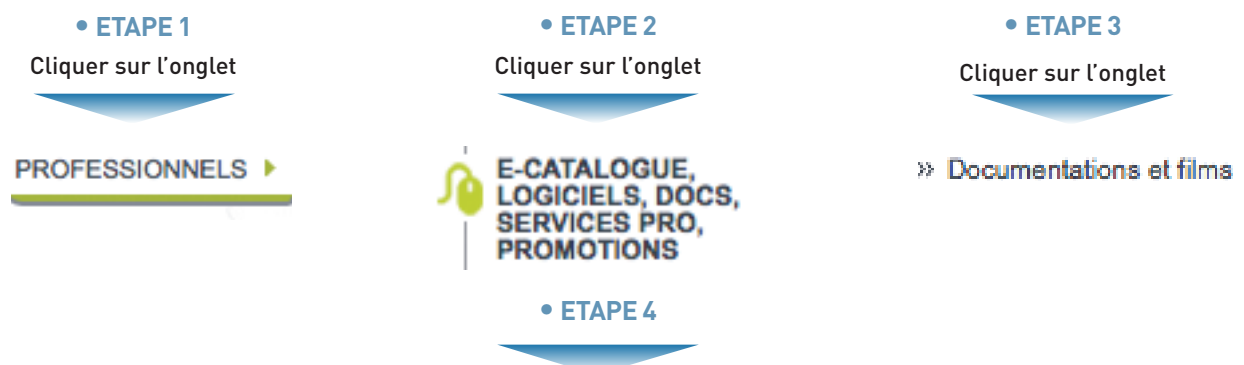 • ETAPE 1
Cliquer sur l’onglet
PROFESSIONNELS
• ETAPE 2
Cliquer sur l’onglet
E-CATALOGUE,
LOGICIELS, DOCS,
SERVICES PRO,
PROMOTIONS
• ETAPE 3
Cliquer sur l’onglet
» Documentations et films
• ETAPE 4